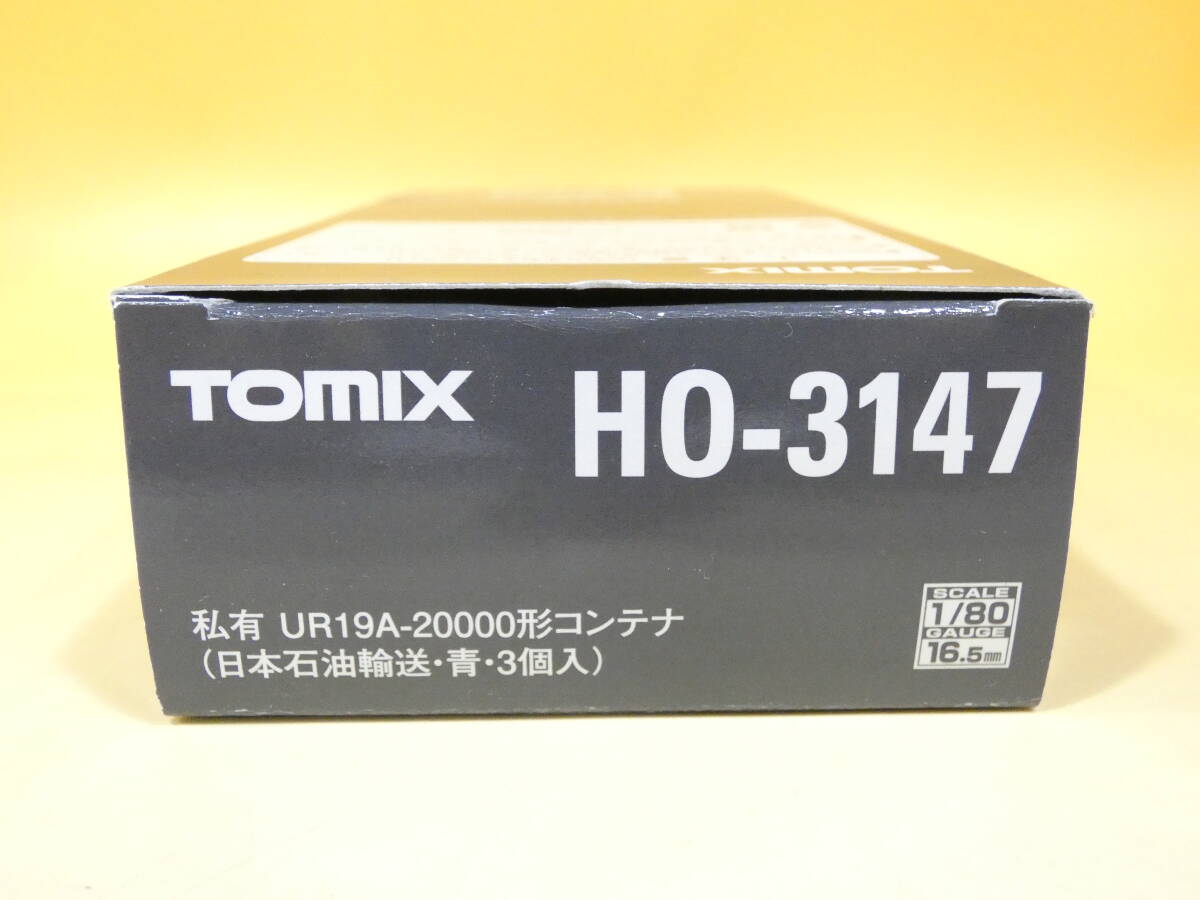 TOMIX
TOMIX HO-3147
私有 UR19A-20000形コンテナ
(日本石油輸送・青・3個入)
SCALE
1/80
GAUGE
16.5mm